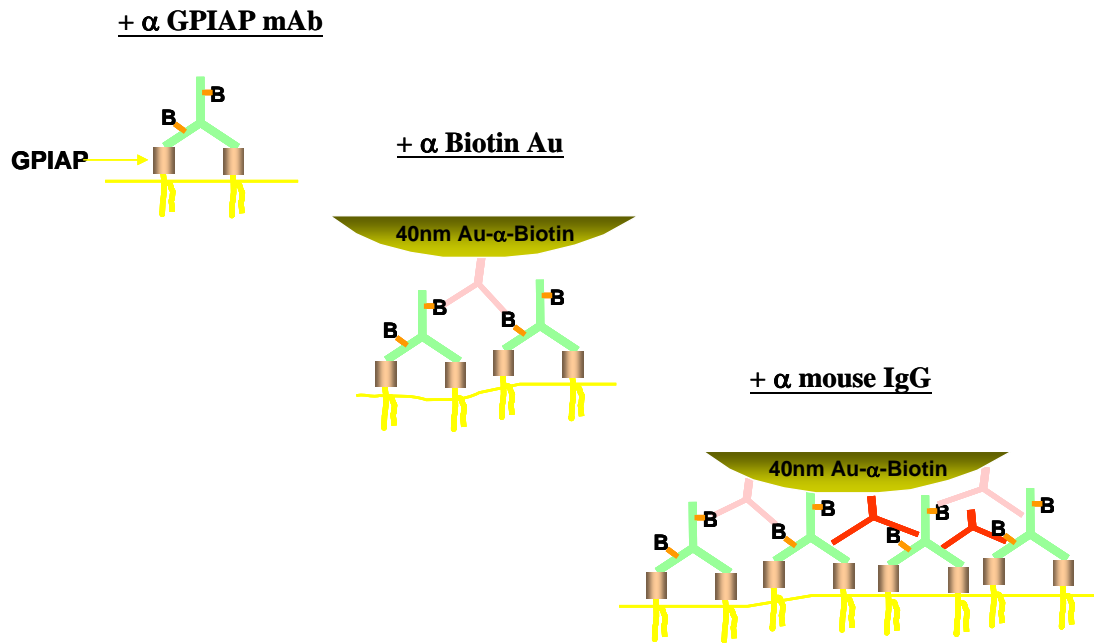 + α GPIAP mAb
B
B
GPIAP
+ α Biotin Au
40nm Au-α-Biotin
B
B
B
B
+ α mouse IgG
40nm Au-α-Biotin
B
B
B
B
B
B
B
B